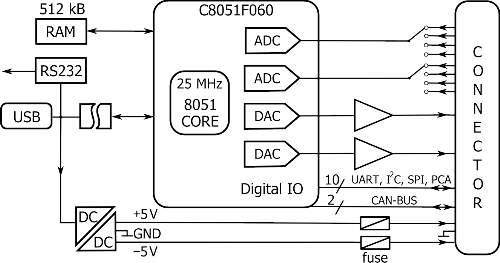 512 kB
C8051F060
RAM
ADC
RS232
ADC
25 MHz
8051
CORE
USB
DAC
DAC
CONNECTOR
Digital IO
10
UART, I²C, SPI, PCA
2
CAN-BUS
DC
DC
+5V
GND
−5V
fuse